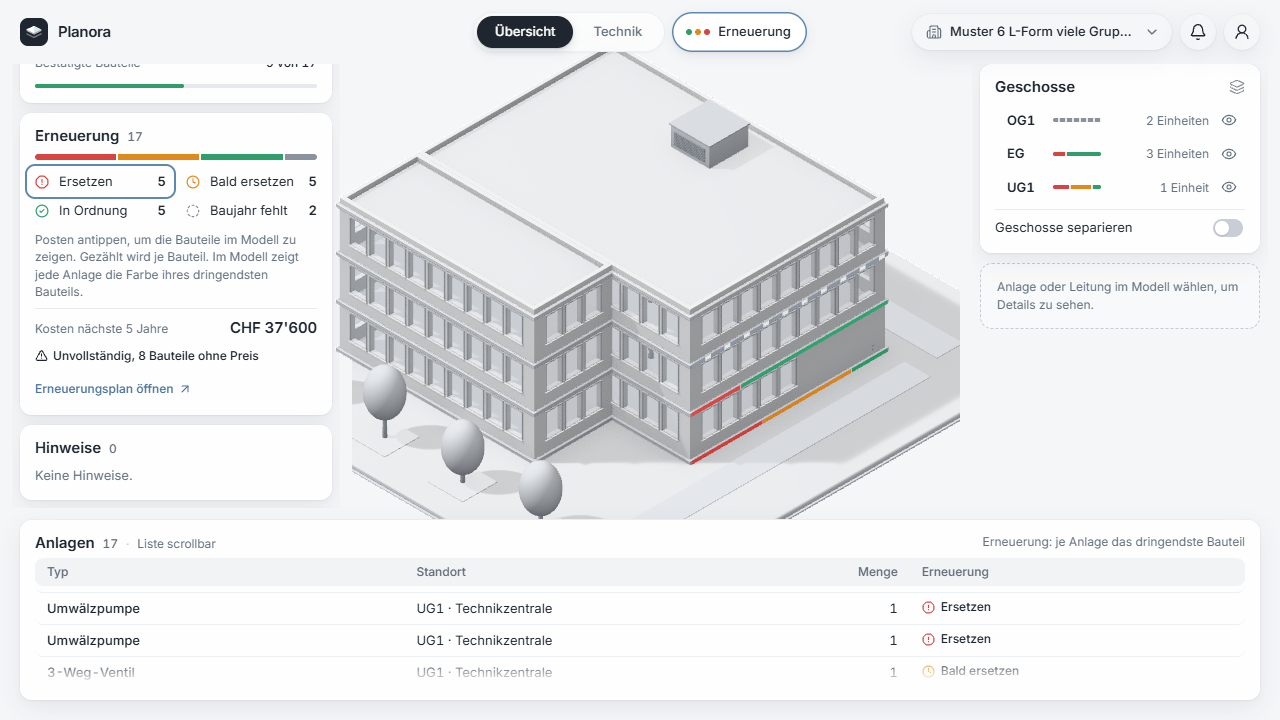 Planora
Übersicht
Technik
Erneuerung
Muster 6 L-Form viele Grup...
Bestätigte Bauteile
9 von 17
Erneuerung 17
Ersetzen 5
Bald ersetzen 5
In Ordnung 5
Baujahr fehlt 2
Posten antippen, um die Bauteile im Modell zu
zeigen. Gezählt wird je Bauteil. Im Modell zeigt
jede Anlage die Farbe ihres dringendsten
Bauteils.
Kosten nächste 5 Jahre CHF 37'600
Unvollständig, 8 Bauteile ohne Preis
Erneuerungsplan öffnen
Hinweise 0
Keine Hinweise.
Geschosse
OG1 2 Einheiten
EG 3 Einheiten
UG1 1 Einheit
Geschosse separieren
Anlage oder Leitung im Modell wählen, um
Details zu sehen.
Anlagen 17 · Liste scrollbar
Erneuerung: je Anlage das dringendste Bauteil
Typ Standort Menge Erneuerung
Umwälzpumpe UG1 · Technikzentrale 1 Ersetzen
Umwälzpumpe UG1 · Technikzentrale 1 Ersetzen
3-Weg-Ventil UG1 · Technikzentrale 1 Bald ersetzen